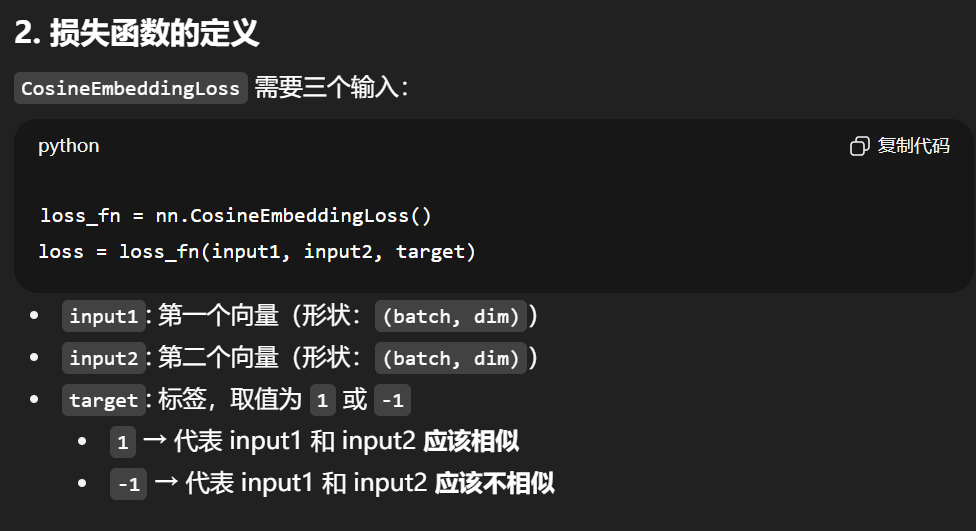 2. 损失函数的定义
CosineEmbeddingLoss 需要三个输入：
python
复制代码
loss_fn = nn.CosineEmbeddingLoss()
loss = loss_fn(input1, input2, target)
• input1：第一个向量（形状：(batch, dim)）
• input2：第二个向量（形状：(batch, dim)）
• target：标签，取值为 1 或 -1
• 1 → 代表 input1 和 input2 应该相似
• -1 → 代表 input1 和 input2 应该不相似